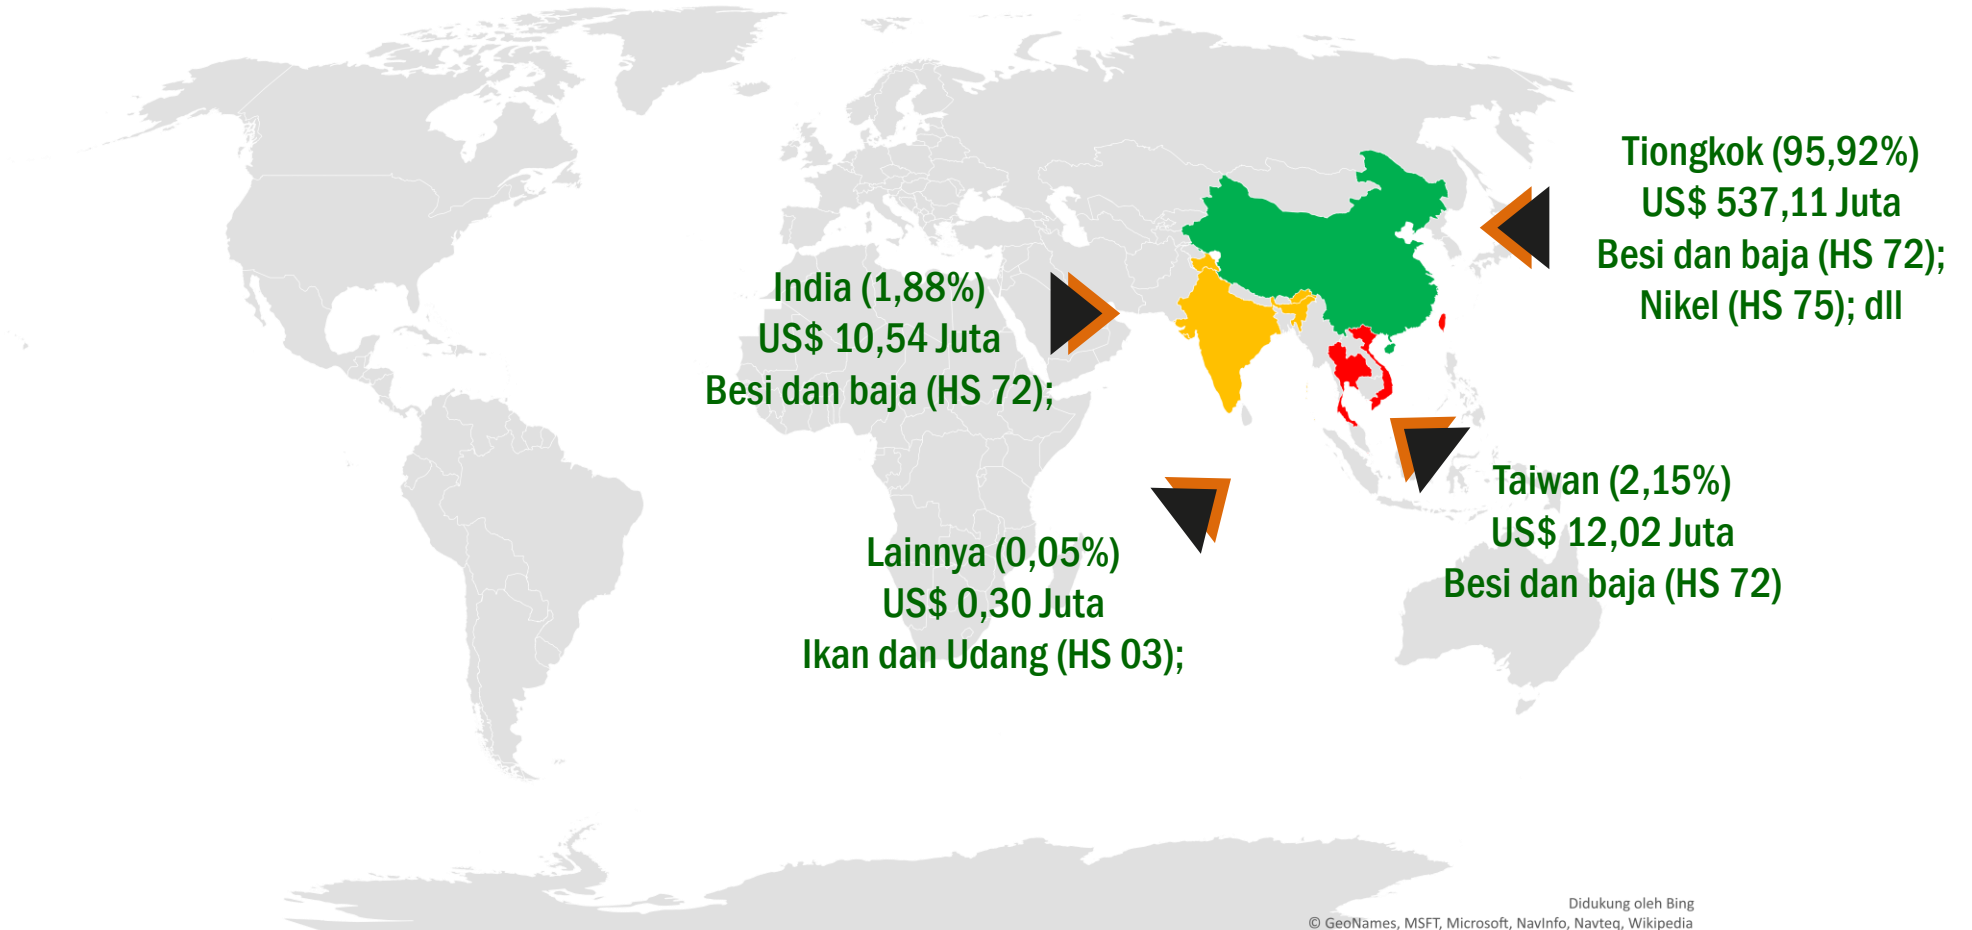 Tiongkok (95,92%)
US$ 537,11 Juta
Besi dan baja (HS 72);
Nikel (HS 75); dll
India (1,88%)
US$ 10,54 Juta
Besi dan baja (HS 72);
Taiwan (2,15%)
US$ 12,02 Juta
Besi dan baja (HS 72)
Lainnya (0,05%)
US$ 0,30 Juta
Ikan dan Udang (HS 03);
Didukung oleh Bing
© GeoNames, MSFT, Microsoft, NavInfo, Navteq, Wikipedia